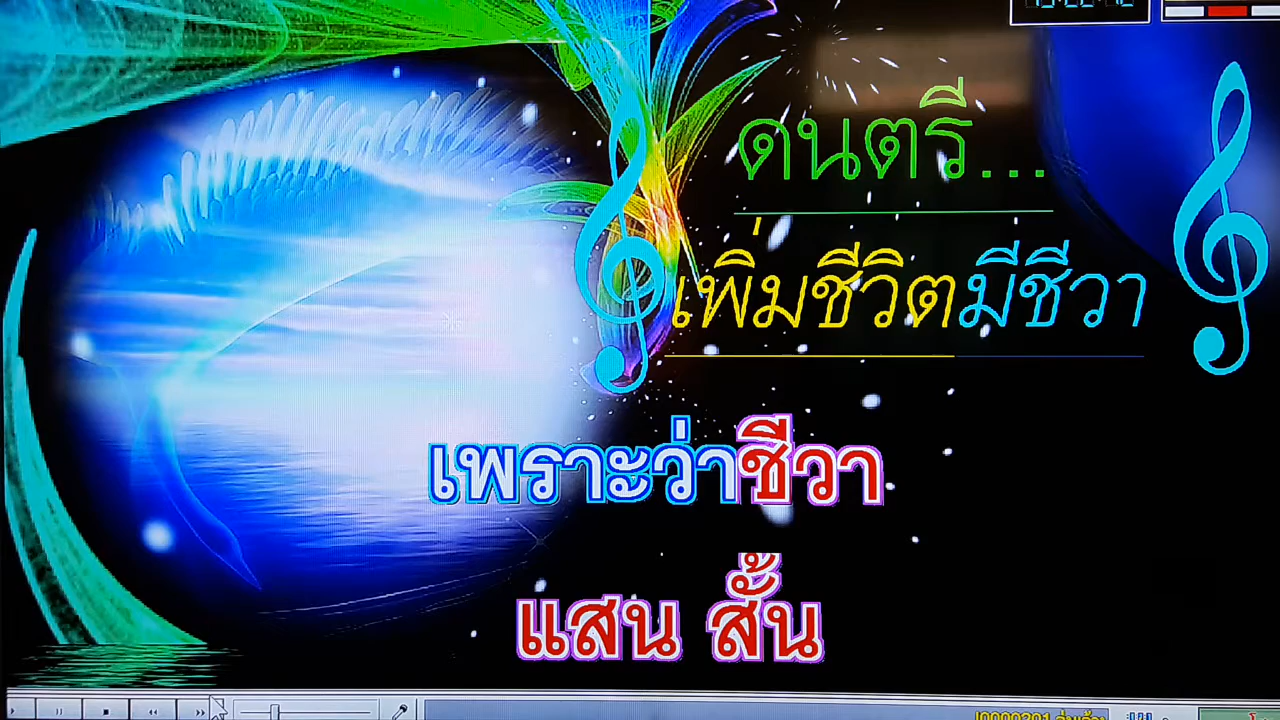 ดนตรี...
เพิ่มชีวิตมีชีวา
เพราะว่าชีวา
แสน สั้น